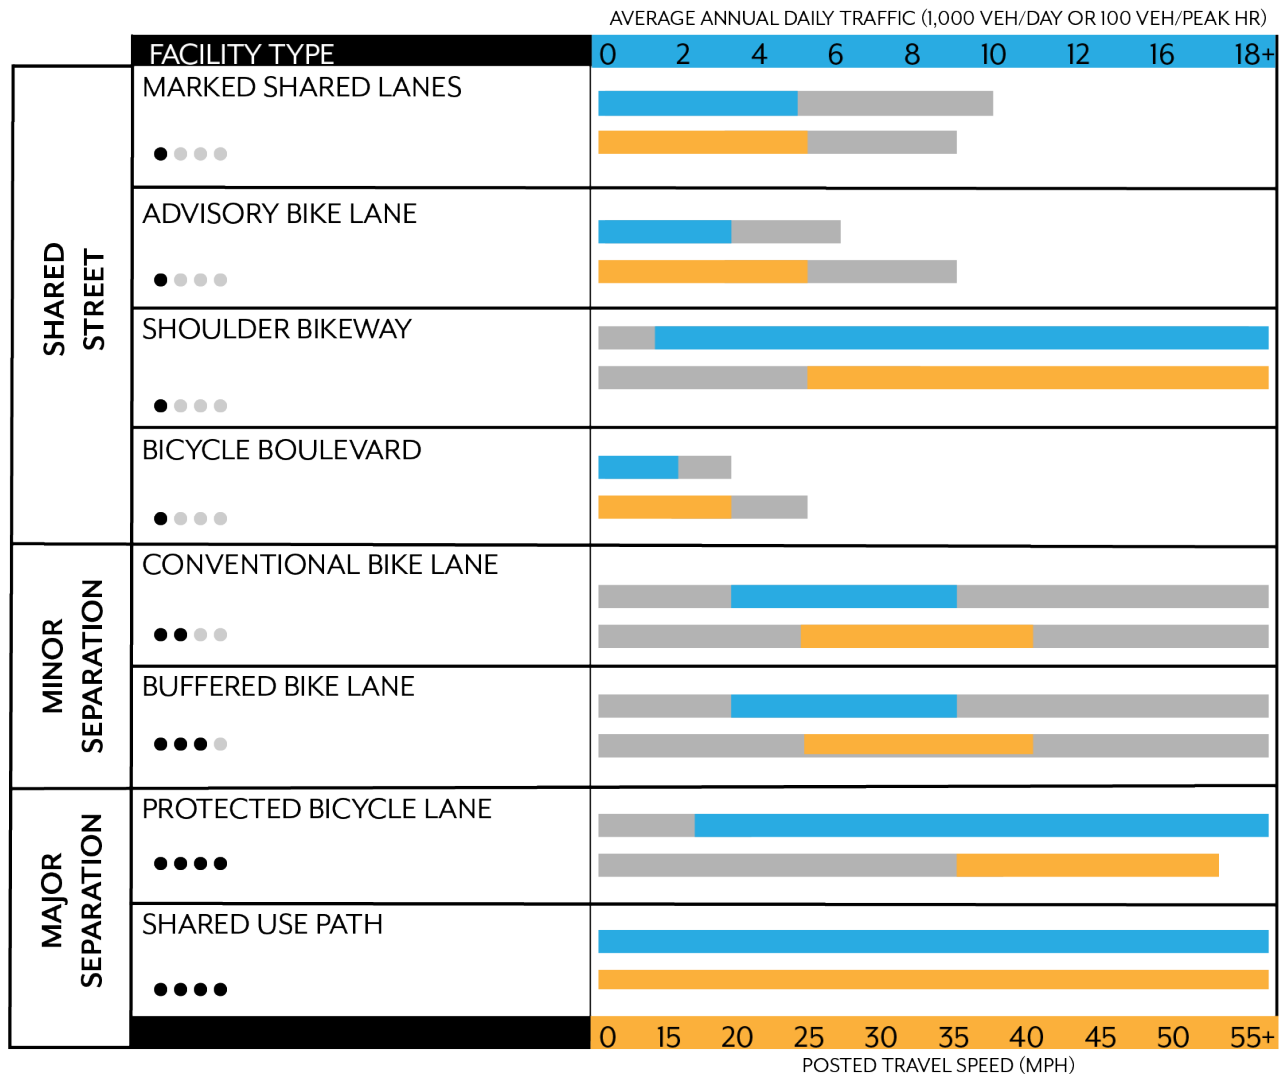 AVERAGE ANNUAL DAILY TRAFFIC (1,000 VEH/DAY OR 100 VEH/PEAK HR)
FACILITY TYPE 0 2 4 6 8 10 12 16 18+
SHARED
STREET
MARKED SHARED LANES
ADVISORY BIKE LANE
SHOULDER BIKEWAY
BICYCLE BOULEVARD
MINOR
SEPARATION
CONVENTIONAL BIKE LANE
BUFFERED BIKE LANE
MAJOR
SEPARATION
PROTECTED BICYCLE LANE
SHARED USE PATH
0 15 20 25 30 35 40 45 50 55+
POSTED TRAVEL SPEED (MPH)